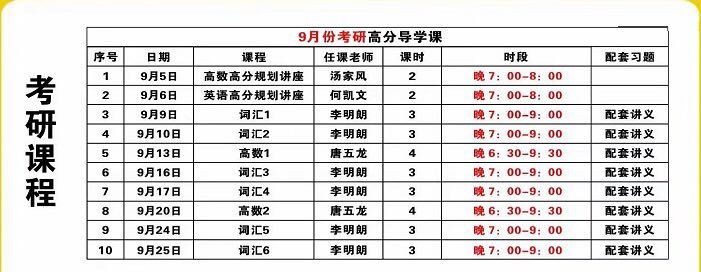 考研课程
9月份考研高分导学课
序号 日期 课程 任课老师 课时 时段 配套习题
1 9月5日 高数高分规划讲座 汤家凤 2 晚7：00-8：00
2 9月6日 英语高分规划讲座 何凯文 2 晚7：00-8：00
3 9月9日 词汇1 李明朗 3 晚7：00-9：00 配套讲义
4 9月10日 词汇2 李明朗 3 晚7：00-9：00 配套讲义
5 9月13日 高数1 唐五龙 4 晚6：30-9：30 配套讲义
6 9月16日 词汇3 李明朗 3 晚7：00-9：00 配套讲义
7 9月17日 词汇4 李明朗 3 晚7：00-9：00 配套讲义
8 9月20日 高数2 唐五龙 4 晚6：30-9：30 配套讲义
9 9月24日 词汇5 李明朗 3 晚7：00-9：00 配套讲义
10 9月25日 词汇6 李明朗 3 晚7：00-9：00 配套讲义